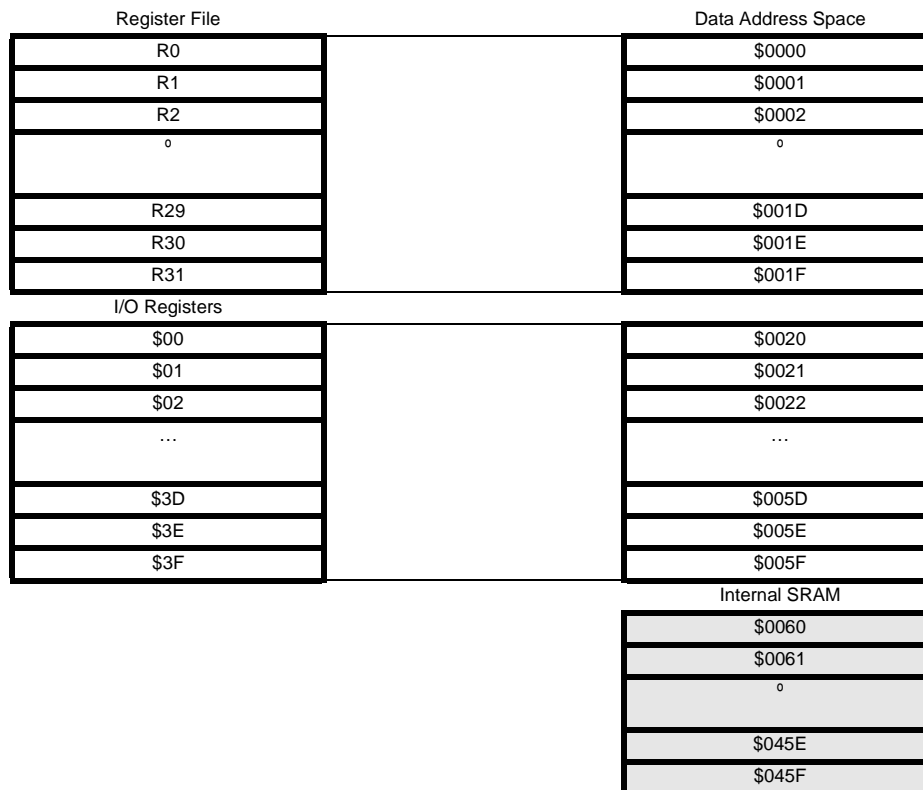 Register File Data Address Space
R0 $0000
R1 $0001
R2 $0002
° °
R29 $001D
R30 $001E
R31 $001F
I/O Registers
$00 $0020
$01 $0021
$02 $0022
… …
$3D $005D
$3E $005E
$3F $005F
Internal SRAM
$0060
$0061
°
$045E
$045F